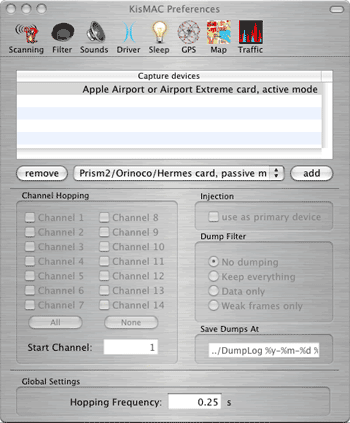 KisMAC Preferences
Scanning Filter Sounds Driver Sleep GPS Map Traffic
Capture devices
Apple Airport or Airport Extreme card, active mode
remove Prism2/Orinoco/Hermes card, passive m add
Channel Hopping
Channel 1 Channel 8
Channel 2 Channel 9
Channel 3 Channel 10
Channel 4 Channel 11
Channel 5 Channel 12
Channel 6 Channel 13
Channel 7 Channel 14
All None
Start Channel: 1
Injection
use as primary device
Dump Filter
No dumping
Keep everything
Data only
Weak frames only
Save Dumps At
../DumpLog %y-%m-%d %
Global Settings
Hopping Frequency: 0.25 s